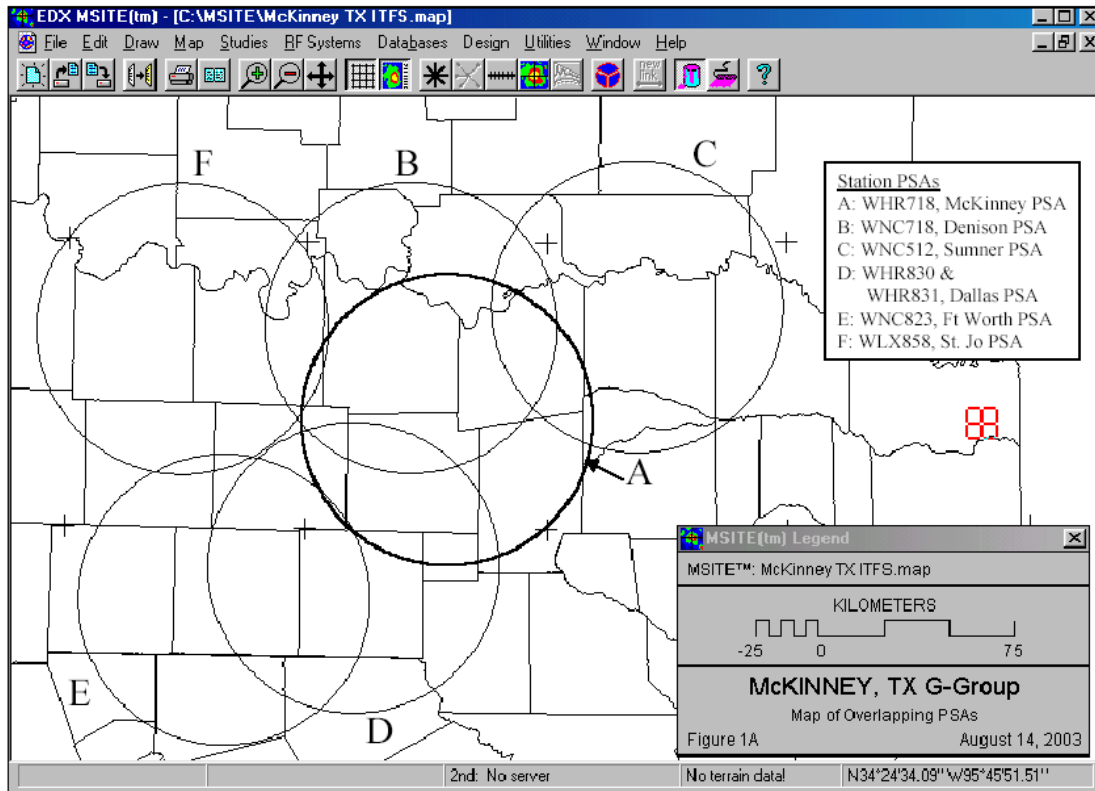 EDX MSITE(tm) - [C:\MSITE\McKinney TX ITFS.map]
File Edit Draw Map Studies RF Systems Databases Design Utilities Window Help
new link
?
F
B
C
Station PSAs
A: WHR718, McKinney PSA
B: WNC718, Denison PSA
C: WNC512, Sumner PSA
D: WHR830 &
WHR831, Dallas PSA
E: WNC823, Ft Worth PSA
F: WLX858, St. Jo PSA
A
E
D
MSITE(tm) Legend
MSITE™: McKinney TX ITFS.map
KILOMETERS
-25 0 75
McKINNEY, TX G-Group
Map of Overlapping PSAs
Figure 1A August 14, 2003
2nd: No server No terrain data! N34°24'34.09" W95°45'51.51"